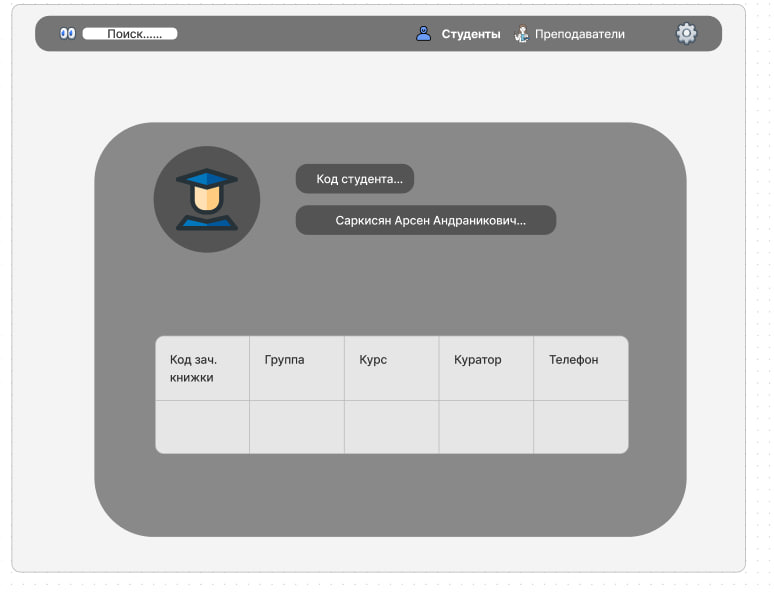 Поиск......
Студенты
Преподаватели
Код студента...
Саркисян Арсен Андраникович...
Код зач.
книжки
Группа
Курс
Куратор
Телефон